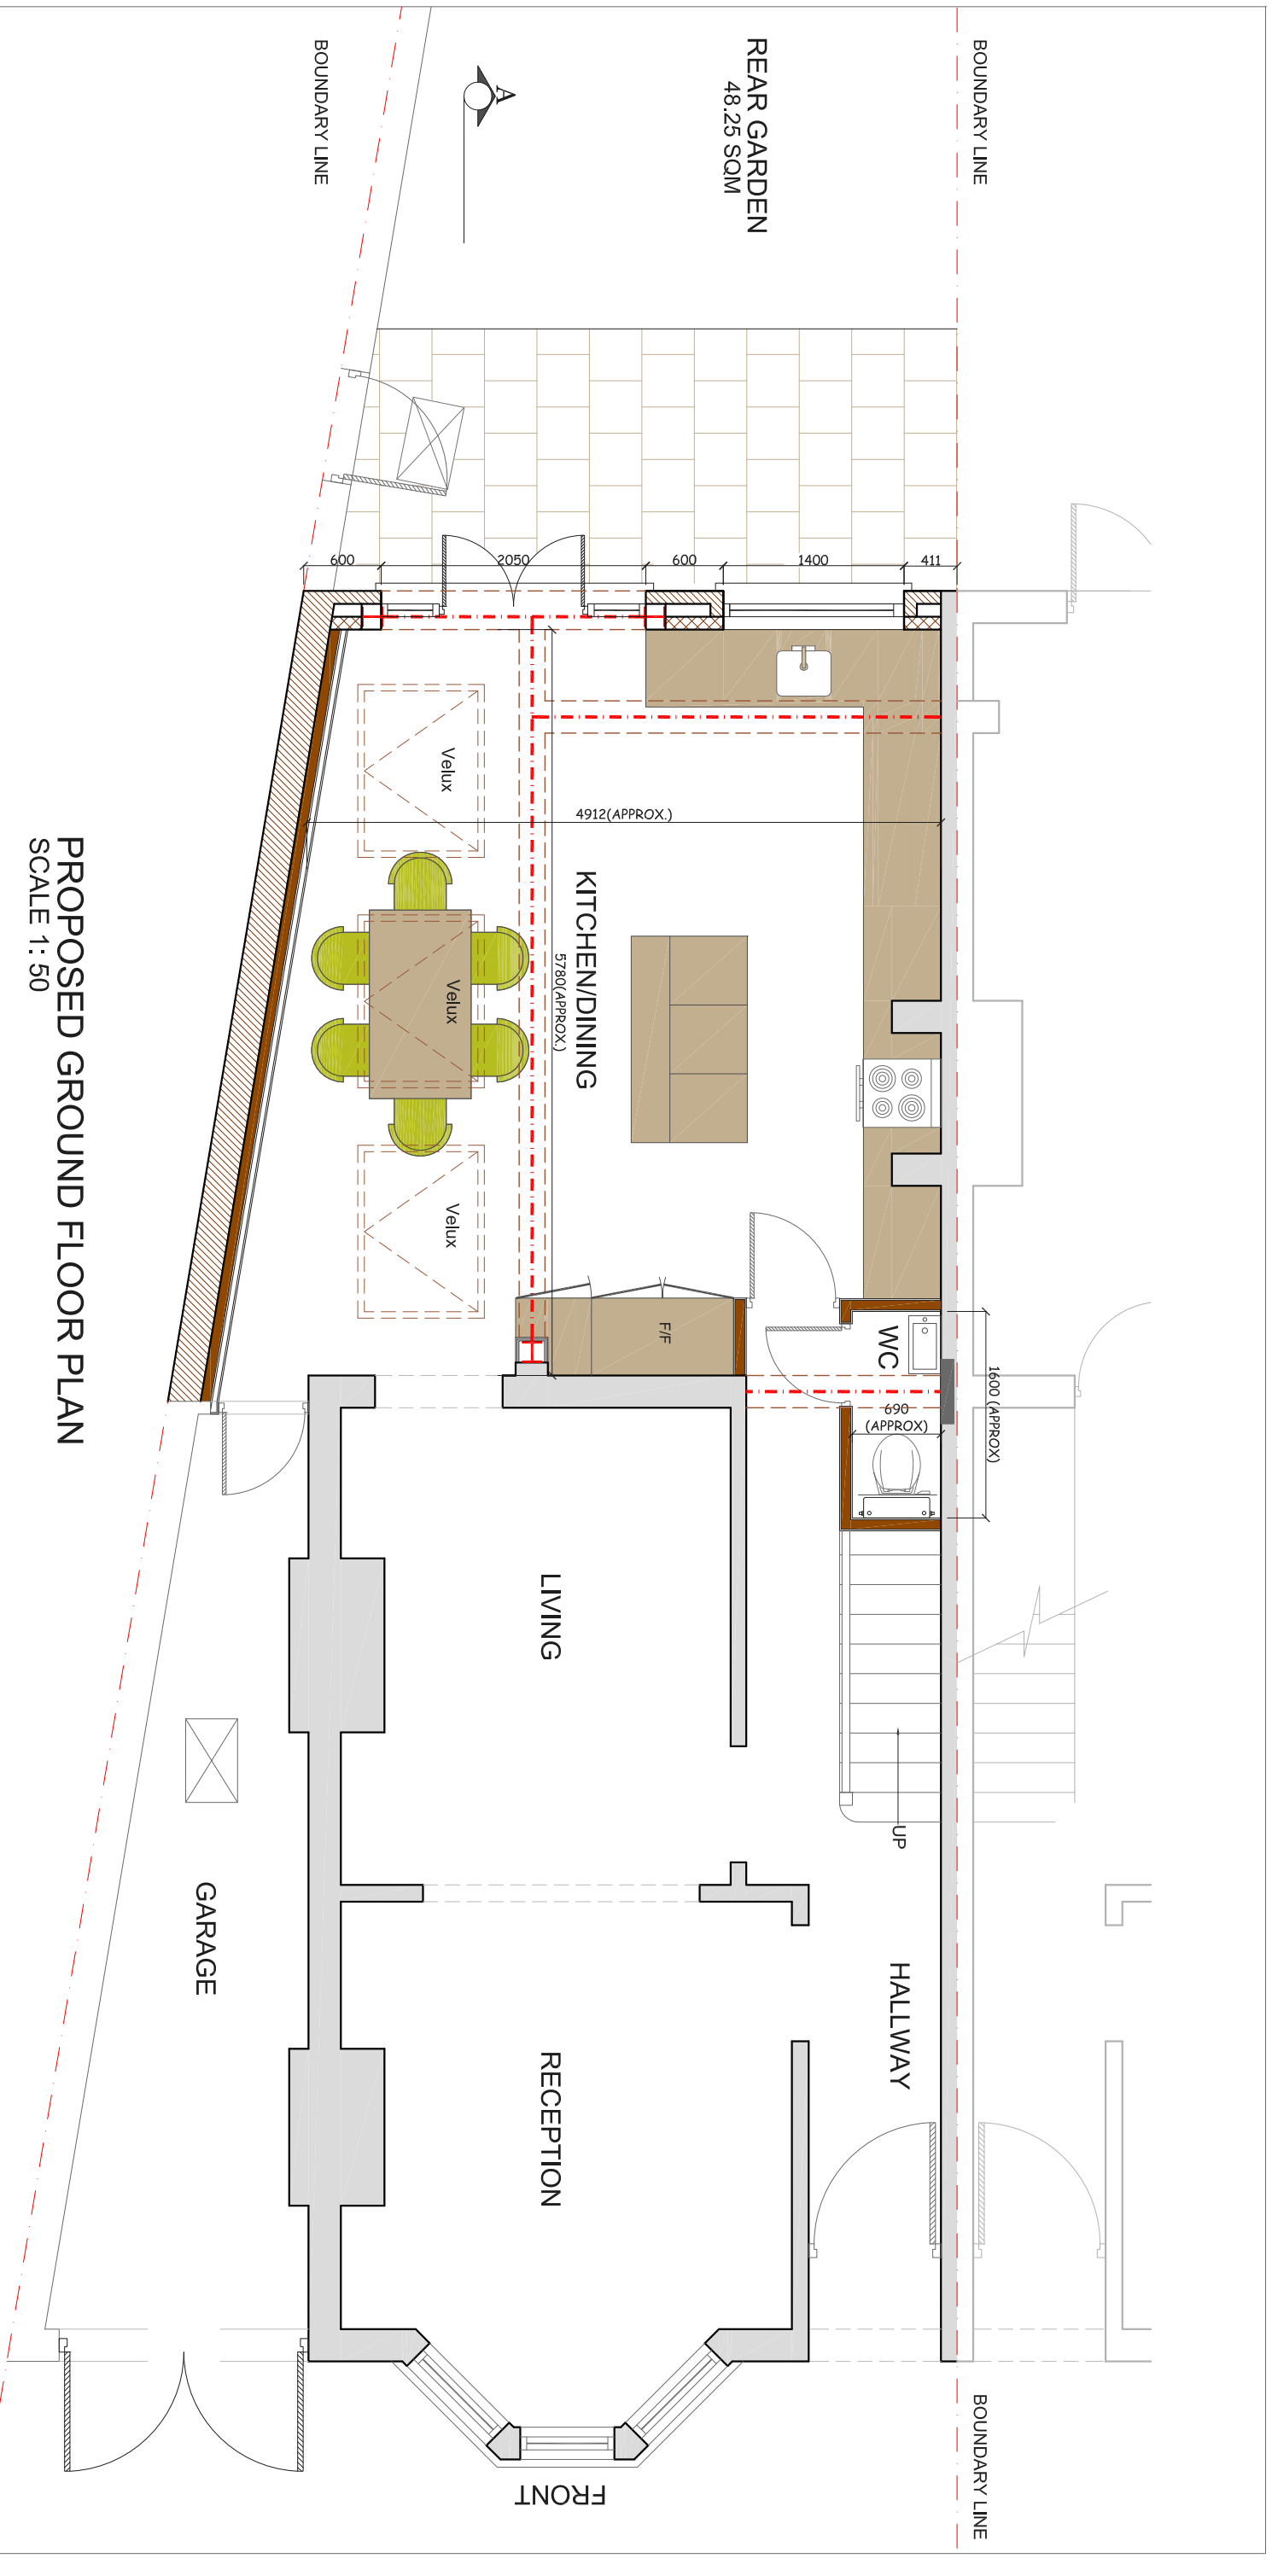 BOUNDARY LINE
REAR GARDEN
48.25 SQM
A
BOUNDARY LINE
600
2050
600
1400
411
Velux
4912(APPROX.)
KITCHEN/DINING
5780(APPROX.)
Velux
Velux
F/F
WC
1600 (APPROX)
690
(APPROX)
LIVING
UP
HALLWAY
GARAGE
RECEPTION
FRONT
BOUNDARY LINE
PROPOSED GROUND FLOOR PLAN
SCALE 1: 50